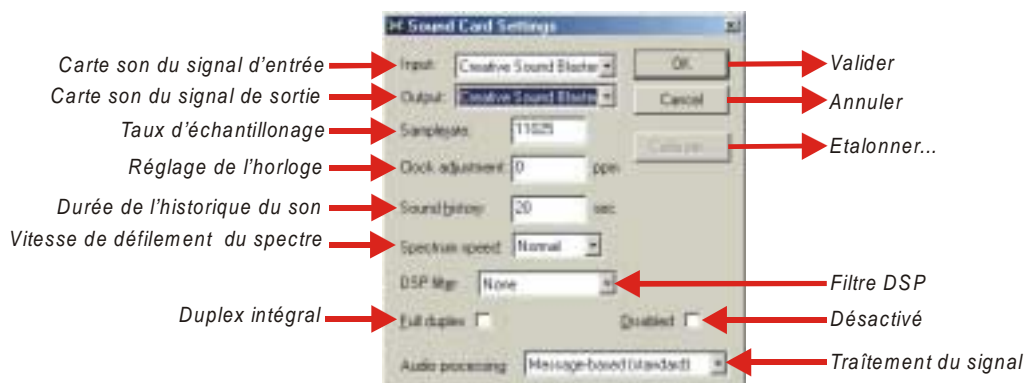 Sound Card Settings
Carte son du signal d'entrée
Input: Creative Sound Blaster
OK
Valider
Carte son du signal de sortie
Output: Creative Sound Blaster
Cancel
Annuler
Taux d'échantillonage
Samplerate: 11025
Etalonner...
Réglage de l'horloge
Clock adjustment: 0 ppm
Durée de l'historique du son
Sound history: 20 sec
Vitesse de défilement du spectre
Spectrum speed: Normal
DSP filter: None
Filtre DSP
Duplex intégral
Full duplex
Disabled
Désactivé
Audio processing: Message-based (standard)
Traîtement du signal